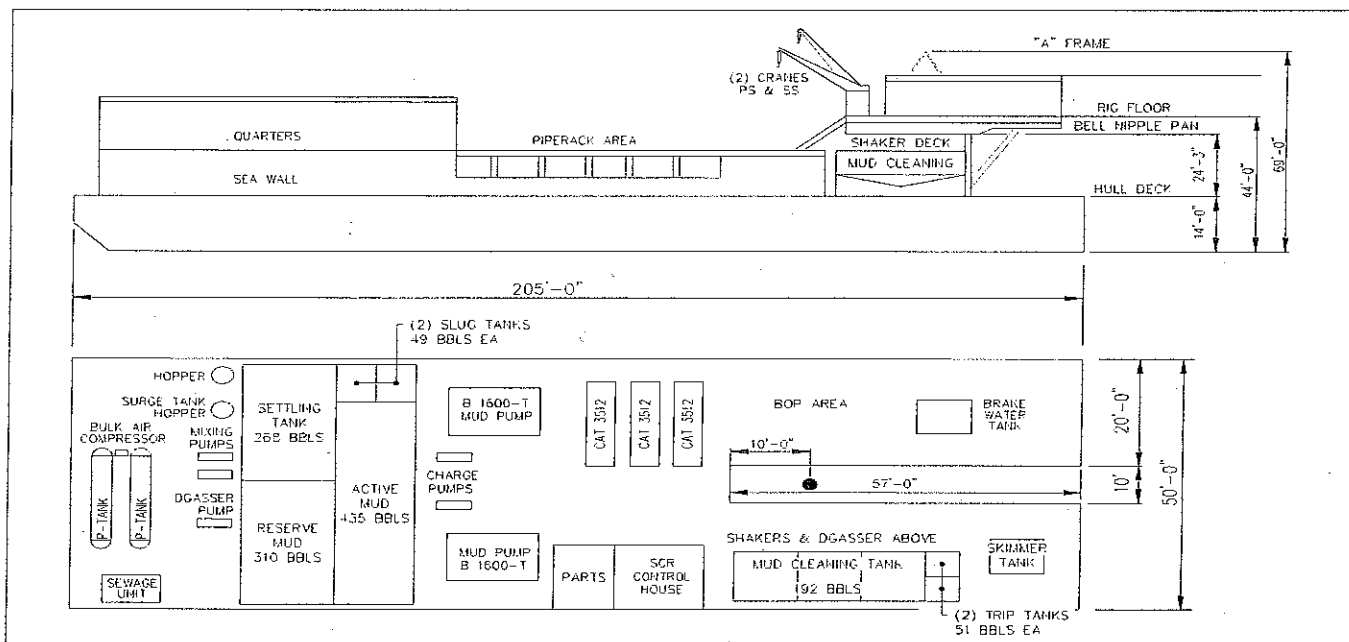 "A" FRAME
(2) CRANES
PS & SS
RIG FLOOR
BELL NIPPLE PAN
QUARTERS
PIPERACK AREA
SHAKER DECK
MUD CLEANING
SEA WALL
HULL DECK
24'-3"
14'-0"
44'-0"
69'-0"
205'-0"
(2) SLUG TANKS
49 BBLS EA
HOPPER
SURGE TANK
HOPPER
BULK AIR
COMPRESSOR
MIXING
PUMPS
P-TANK
P-TANK
DGASSER
PUMP
SEWAGE
UNIT
SETTLING
TANK
BBLS
RESERVE
MUD
310 BBLS
ACTIVE
MUD
BBLS
B 1600-T
MUD PUMP
CHARGE
PUMPS
MUD PUMP
B 1600-T
CAT 3512
CAT 3512
CAT 3512
PARTS
SCR
CONTROL
HOUSE
BOP AREA
BRAKE
WATER
TANK
10'-0"
57'-0"
20'-0"
10'
50'-0"
SHAKERS & DGASSER ABOVE
MUD CLEANING TANK
192 BBLS
SKIMMER
TANK
(2) TRIP TANKS
51 BBLS EA